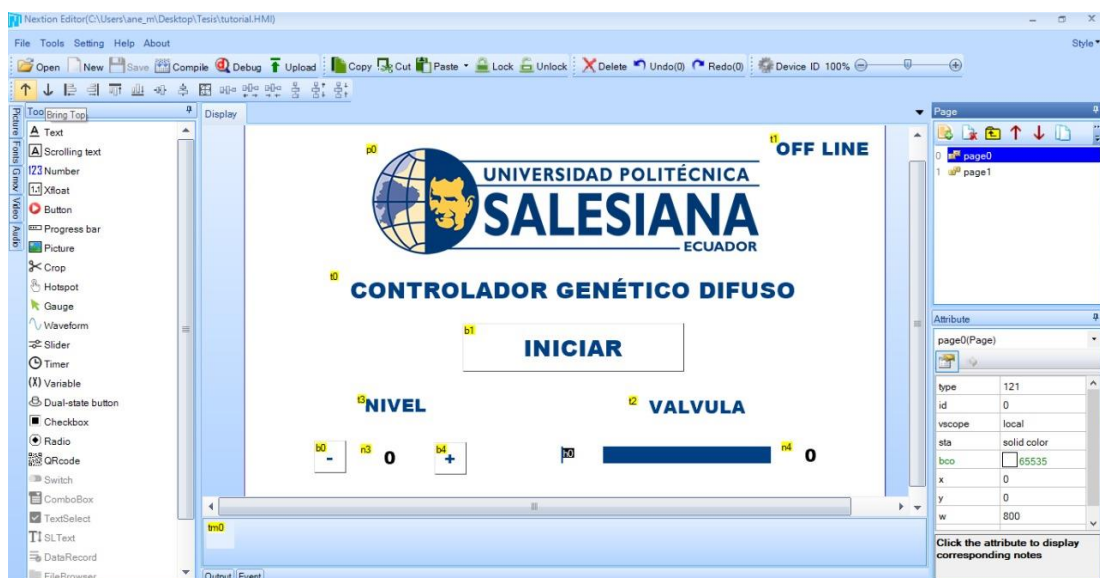 Nextion Editor(C:\Users\ane_m\Desktop\Tesis\tutorial.HMI)
File Tools Setting Help About
Style
Open New Save Compile Debug Upload Copy Cut Paste Lock Unlock Delete Undo(0) Redo(0) Device ID 100%
Bring Top
Picture
Fonts
Gmov
Video
Audio
Text
Scrolling text
123 Number
1.1 Xfloat
Button
Progress bar
Picture
Crop
Hotspot
Gauge
Waveform
Slider
Timer
(X) Variable
Dual-state button
Checkbox
Radio
QRcode
Switch
ComboBox
TextSelect
SLText
DataRecord
FileBrowser
Display
p0
t1
OFF LINE
UNIVERSIDAD POLITÉCNICA
SALESIANA
ECUADOR
t0
CONTROLADOR GENÉTICO DIFUSO
b1
INICIAR
t3 NIVEL
t2 VALVULA
b0 - n3 0 b4 + h0 n4 0
tm0
Output Event
Page
0 page0
1 page1
Attribute
page0(Page)
type 121
id 0
vscope local
sta solid color
bco 65535
x 0
y 0
w 800
Click the attribute to display
corresponding notes